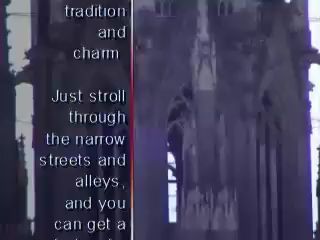 tradition
and
charm
Just stroll
through
the narrow
streets and
alleys,
and you
can get a